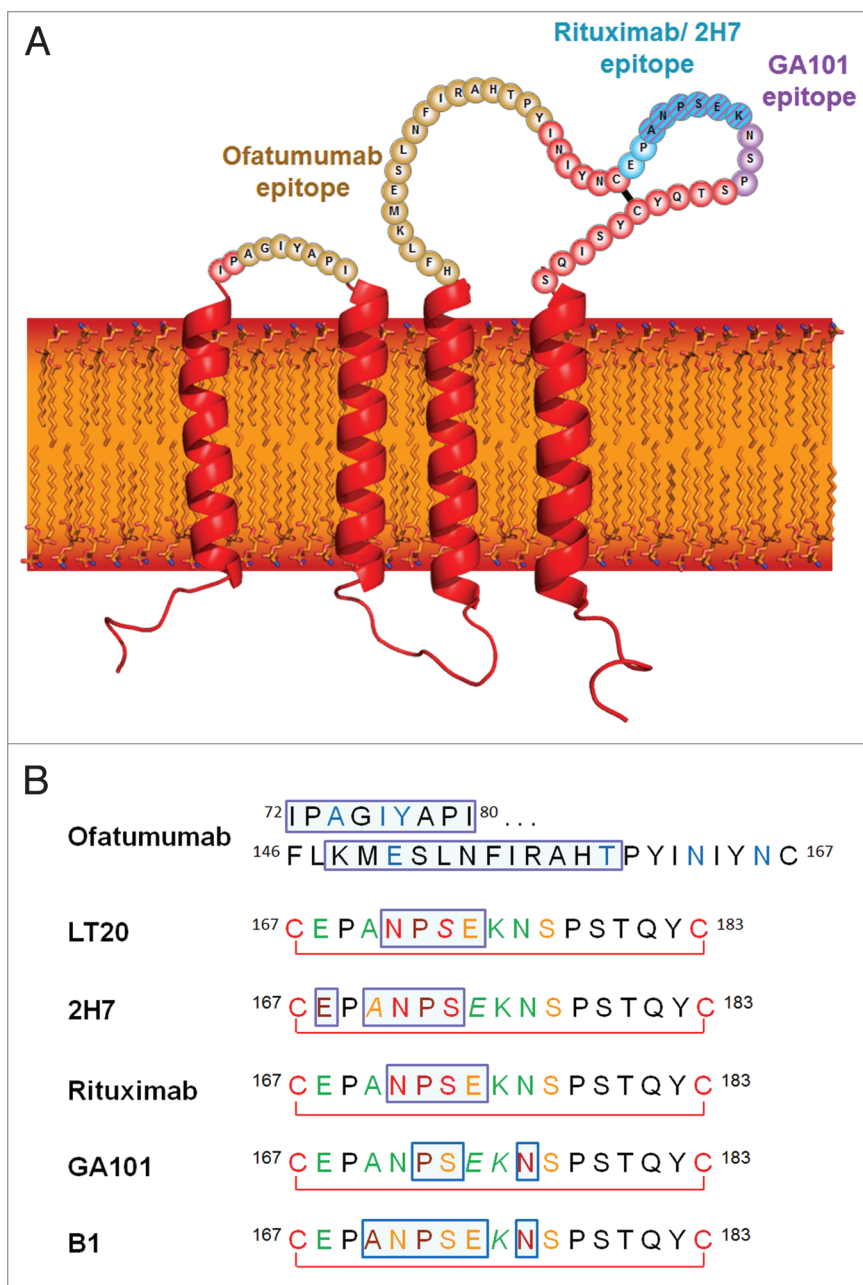 A
Rituximab/ 2H7
epitope
GA101
epitope
Ofatumumab
epitope
I P A G I Y A P I
H F L K M E S L N F I R A H T P Y I N I Y N C E P A N P S E K N S P S T Q Y C Y S I Q S
B
Ofatumumab
72 I P A G I Y A P I 80 . . .
146 F L K M E S L N F I R A H T P Y I N I Y N C 167
LT20 167 C E P A N P S E K N S P S T Q Y C 183
2H7 167 C E P A N P S E K N S P S T Q Y C 183
Rituximab 167 C E P A N P S E K N S P S T Q Y C 183
GA101 167 C E P A N P S E K N S P S T Q Y C 183
B1 167 C E P A N P S E K N S P S T Q Y C 183